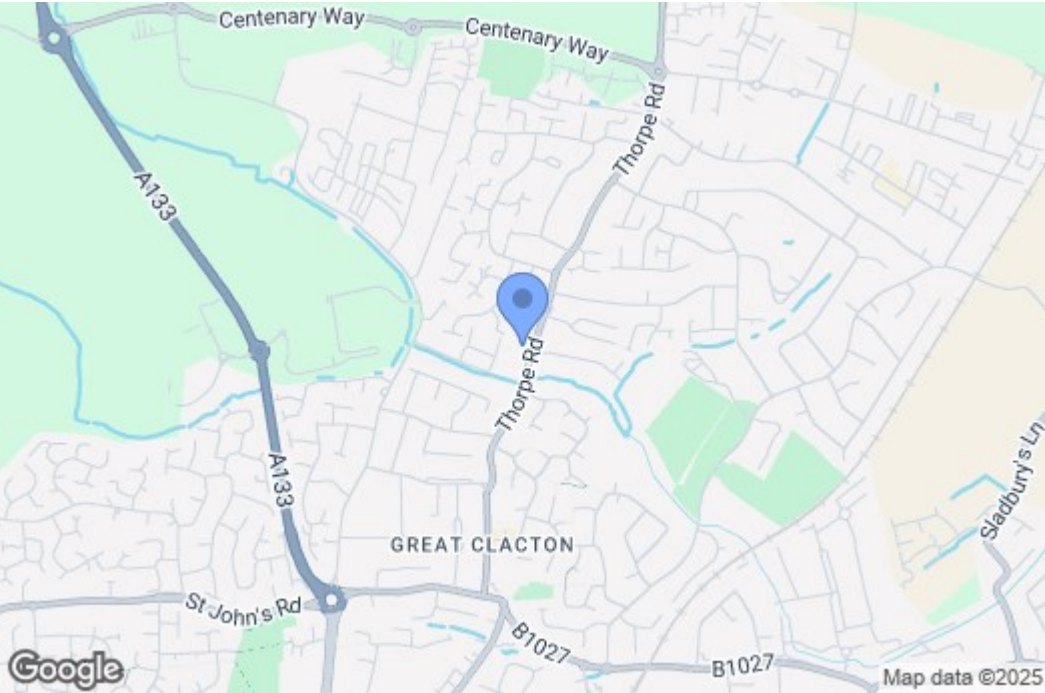 Centenary Way
Centenary Way
Thorpe Rd
A133
Thorpe Rd
A133
Sladbury's Ln
GREAT CLACTON
St John's Rd
B1027
B1027
Google
Map data ©2025